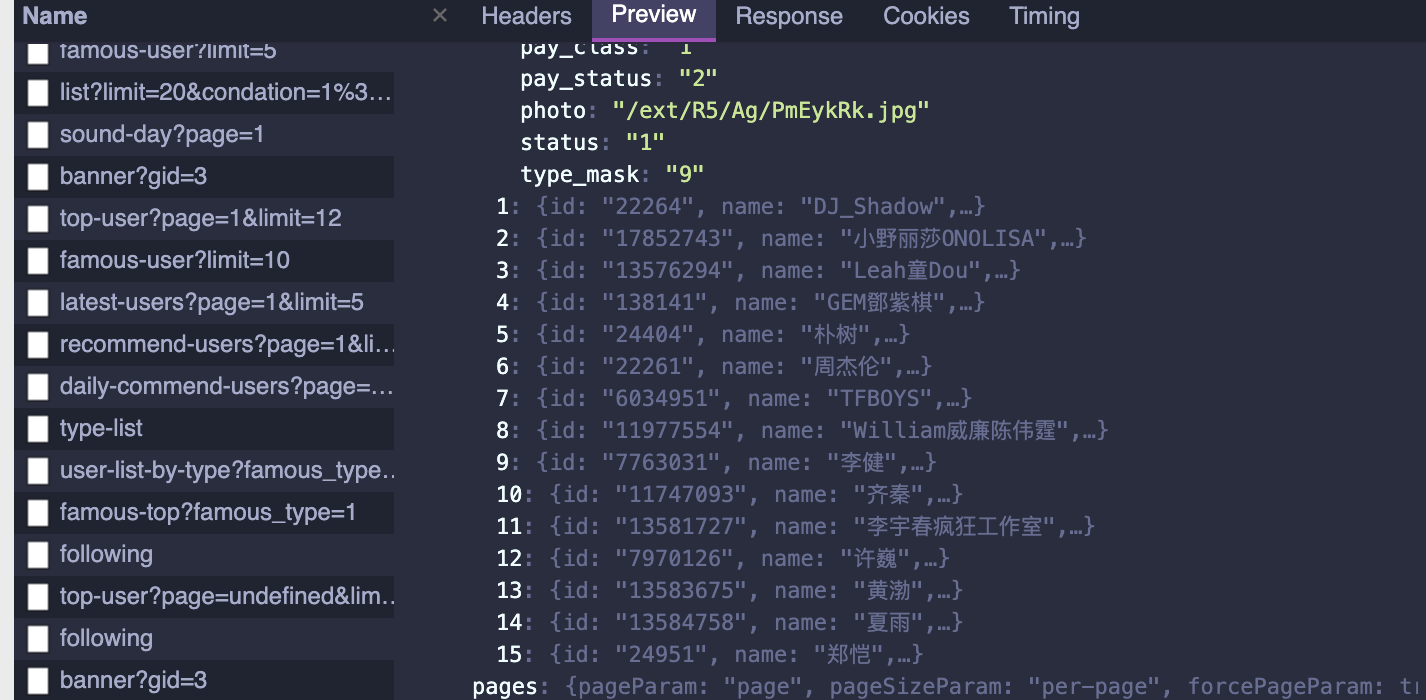 Name × Headers Preview Response Cookies Timing
famous-user?limit=5
list?limit=20&condation=1%3…
sound-day?page=1
banner?gid=3
top-user?page=1&limit=12
famous-user?limit=10
latest-users?page=1&limit=5
recommend-users?page=1&li…
daily-commend-users?page=…
type-list
user-list-by-type?famous_type…
famous-top?famous_type=1
following
top-user?page=undefined&lim…
following
banner?gid=3
pay_class: "1"
pay_status: "2"
photo: "/ext/R5/Ag/PmEykRk.jpg"
status: "1"
type_mask: "9"
1: {id: "22264", name: "DJ_Shadow",…}
2: {id: "17852743", name: "小野丽莎ONOLISA",…}
3: {id: "13576294", name: "Leah童Dou",…}
4: {id: "138141", name: "GEM鄧紫棋",…}
5: {id: "24404", name: "朴树",…}
6: {id: "22261", name: "周杰伦",…}
7: {id: "6034951", name: "TFBOYS",…}
8: {id: "11977554", name: "William威廉陈伟霆",…}
9: {id: "7763031", name: "李健",…}
10: {id: "11747093", name: "齐秦",…}
11: {id: "13581727", name: "李宇春疯狂工作室",…}
12: {id: "7970126", name: "许巍",…}
13: {id: "13583675", name: "黄渤",…}
14: {id: "13584758", name: "夏雨",…}
15: {id: "24951", name: "郑恺",…}
pages: {pageParam: "page", pageSizeParam: "per-page", forcePageParam: